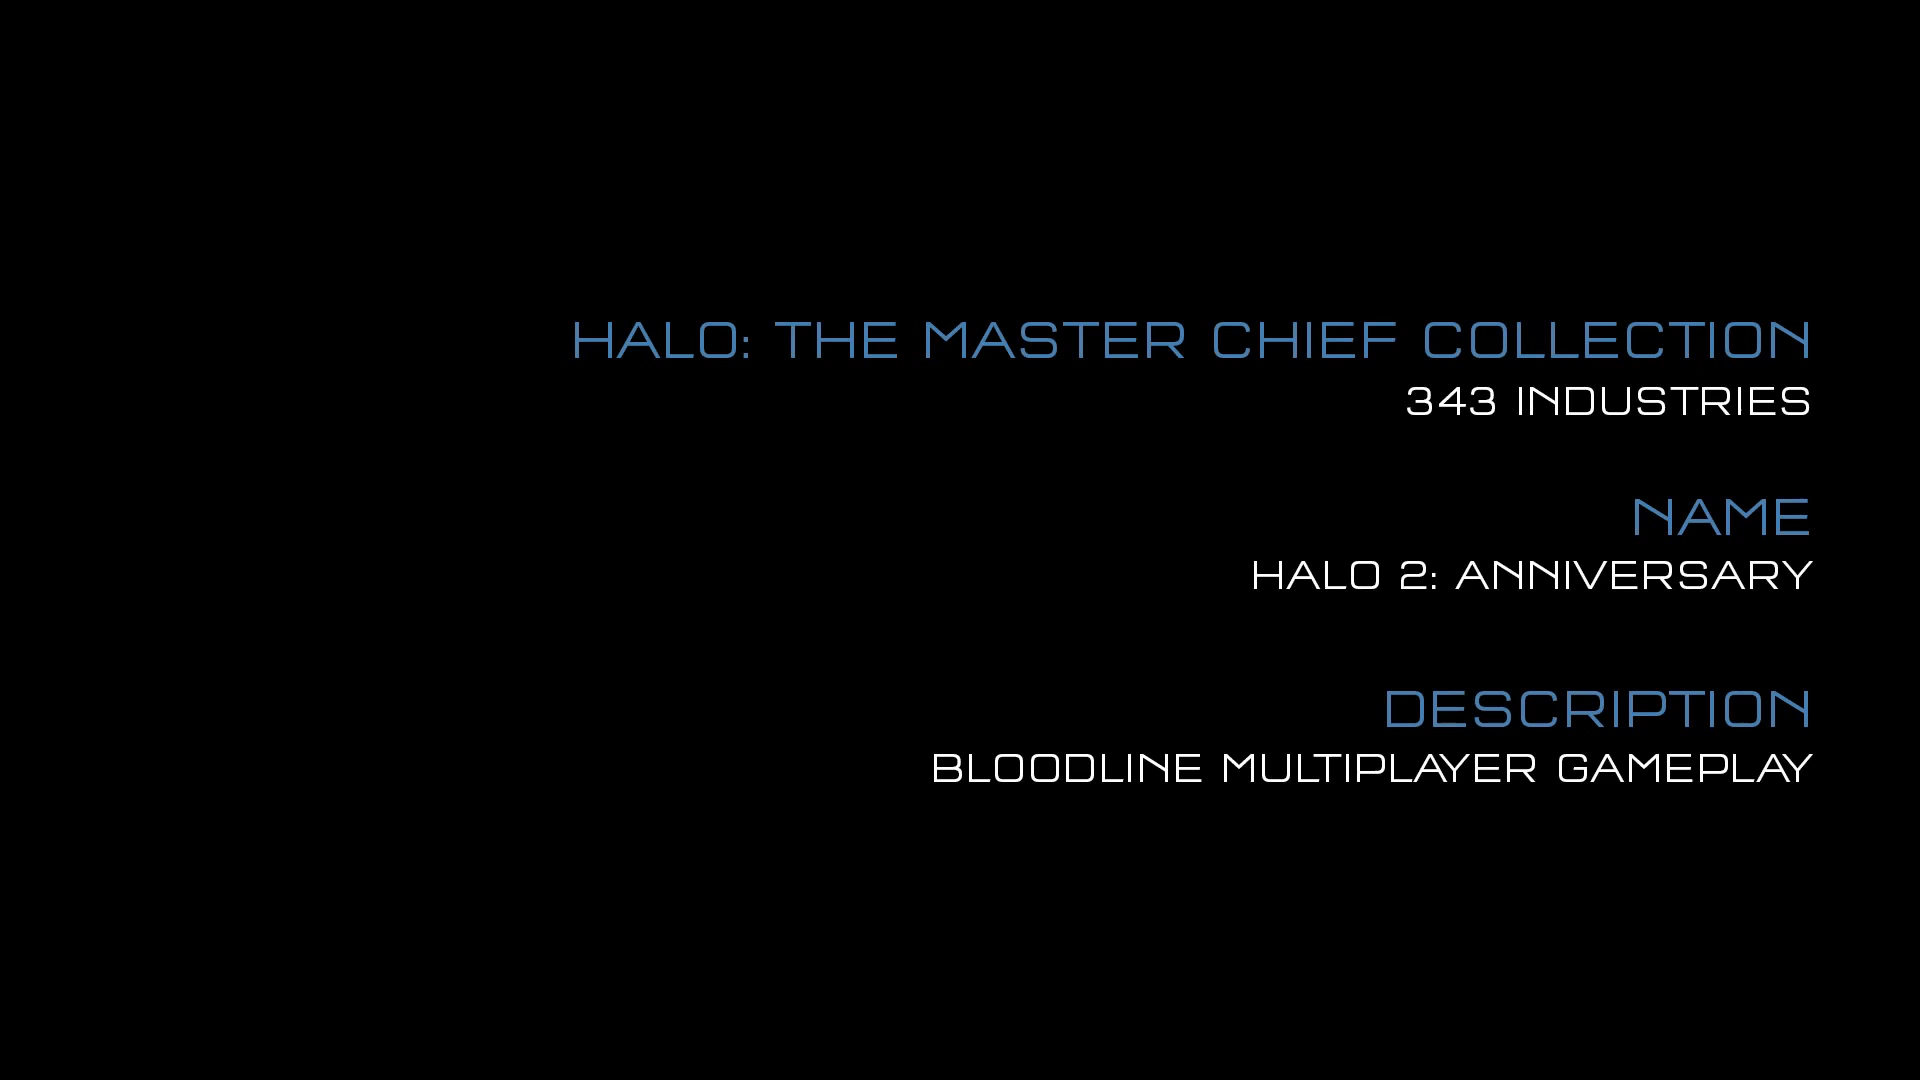 HALO: THE MASTER CHIEF COLLECTION
343 INDUSTRIES
NAME
HALO 2: ANNIVERSARY
DESCRIPTION
BLOODLINE MULTIPLAYER GAMEPLAY